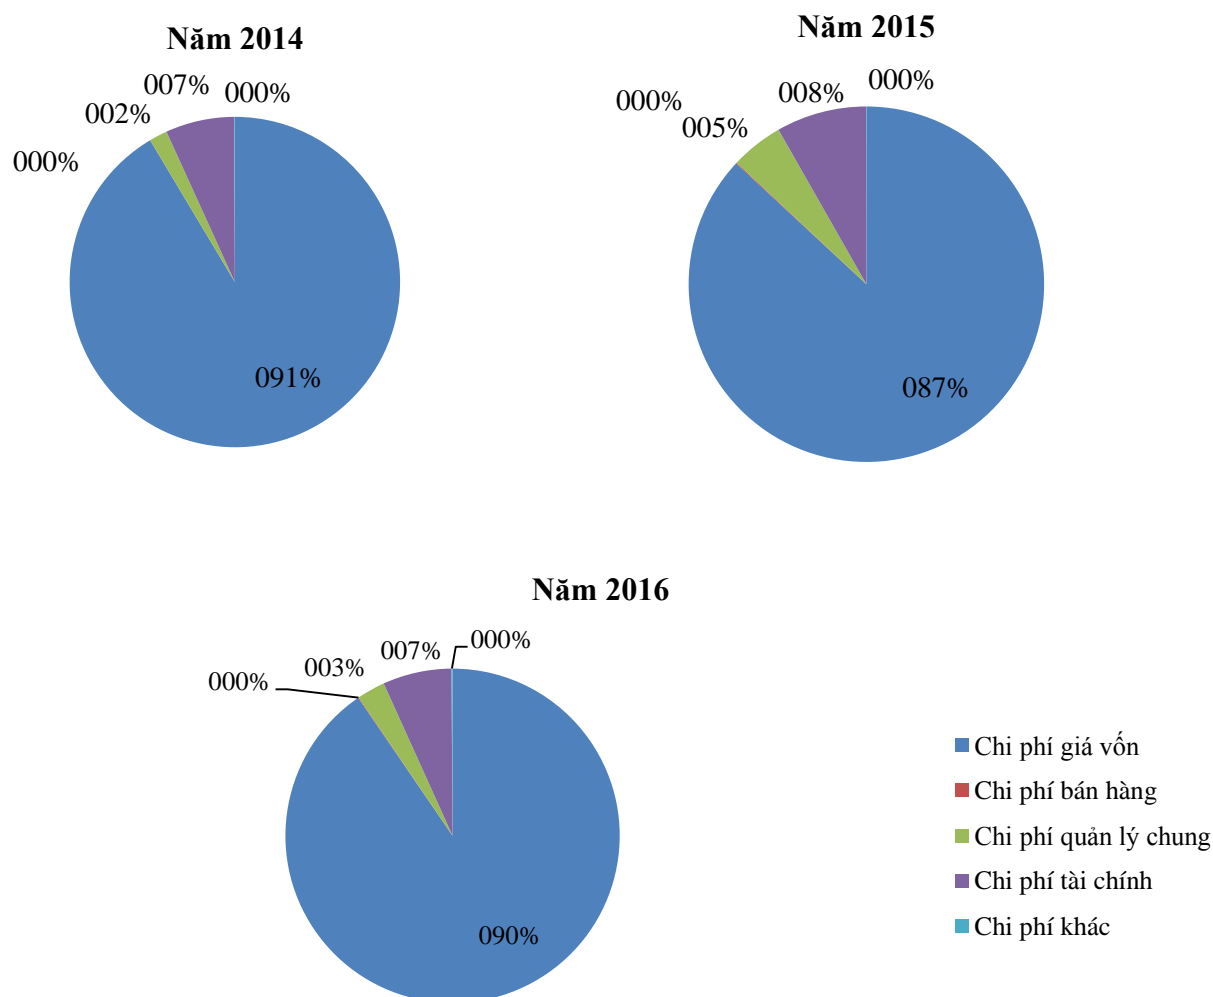 Năm 2014
007%
000%
002%
000%
091%
Năm 2015
000%
008%
000%
005%
087%
Năm 2016
000%
007%
003%
000%
090%
Chi phí giá vốn
Chi phí bán hàng
Chi phí quản lý chung
Chi phí tài chính
Chi phí khác